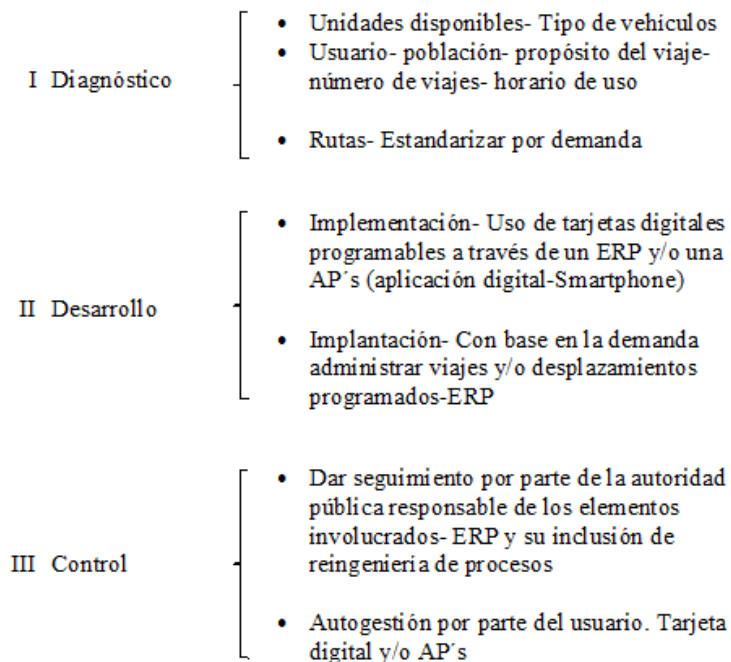 • Unidades disponibles- Tipo de vehículos
• Usuario- población- propósito del viaje-
I Diagnóstico
número de viajes- horario de uso
• Rutas- Estandarizar por demanda
• Implementación- Uso de tarjetas digitales
programables a través de un ERP y/o una
AP´s (aplicación digital-Smartphone)
II Desarrollo
• Implantación- Con base en la demanda
administrar viajes y/o desplazamientos
programados-ERP
• Dar seguimiento por parte de la autoridad
pública responsable de los elementos
involucrados- ERP y su inclusión de
III Control
reingeniería de procesos
• Autogestión por parte del usuario. Tarjeta
digital y/o AP´s